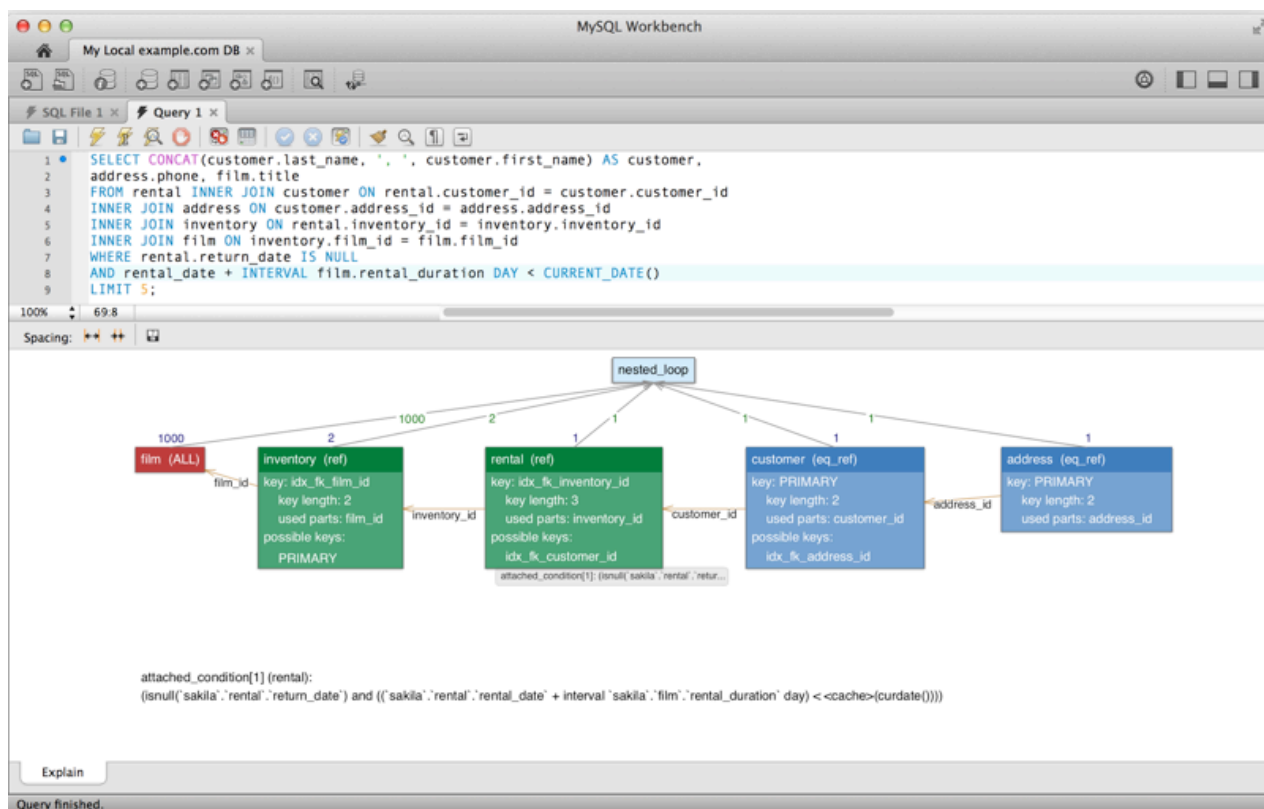 MySQL Workbench
My Local example.com DB ×
SQL File 1 × Query 1 ×
1 SELECT CONCAT(customer.last_name, ', ', customer.first_name) AS customer,
2 address.phone, film.title
3 FROM rental INNER JOIN customer ON rental.customer_id = customer.customer_id
4 INNER JOIN address ON customer.address_id = address.address_id
5 INNER JOIN inventory ON rental.inventory_id = inventory.inventory_id
6 INNER JOIN film ON inventory.film_id = film.film_id
7 WHERE rental.return_date IS NULL
8 AND rental_date + INTERVAL film.rental_duration DAY < CURRENT_DATE()
9 LIMIT 5;
100% 69:8
Spacing:
nested_loop
1000 2 1 1 1
1000 2 1 1 1
film (ALL)
film_id
inventory (ref)
key: idx_fk_film_id
key length: 2
used parts: film_id
possible keys:
PRIMARY
inventory_id
rental (ref)
key: idx_fk_inventory_id
key length: 3
used parts: inventory_id
possible keys:
idx_fk_customer_id
attached_condition[1]: (isnull(`sakila`.`rental`.`retur...
customer_id
customer (eq_ref)
key: PRIMARY
key length: 2
used parts: customer_id
possible keys:
idx_fk_address_id
address_id
address (eq_ref)
key: PRIMARY
key length: 2
used parts: address_id
attached_condition[1] (rental):
(isnull(`sakila`.`rental`.`return_date`) and ((`sakila`.`rental`.`rental_date` + interval `sakila`.`film`.`rental_duration` day) < <cache>(curdate())))
Explain
Query finished.